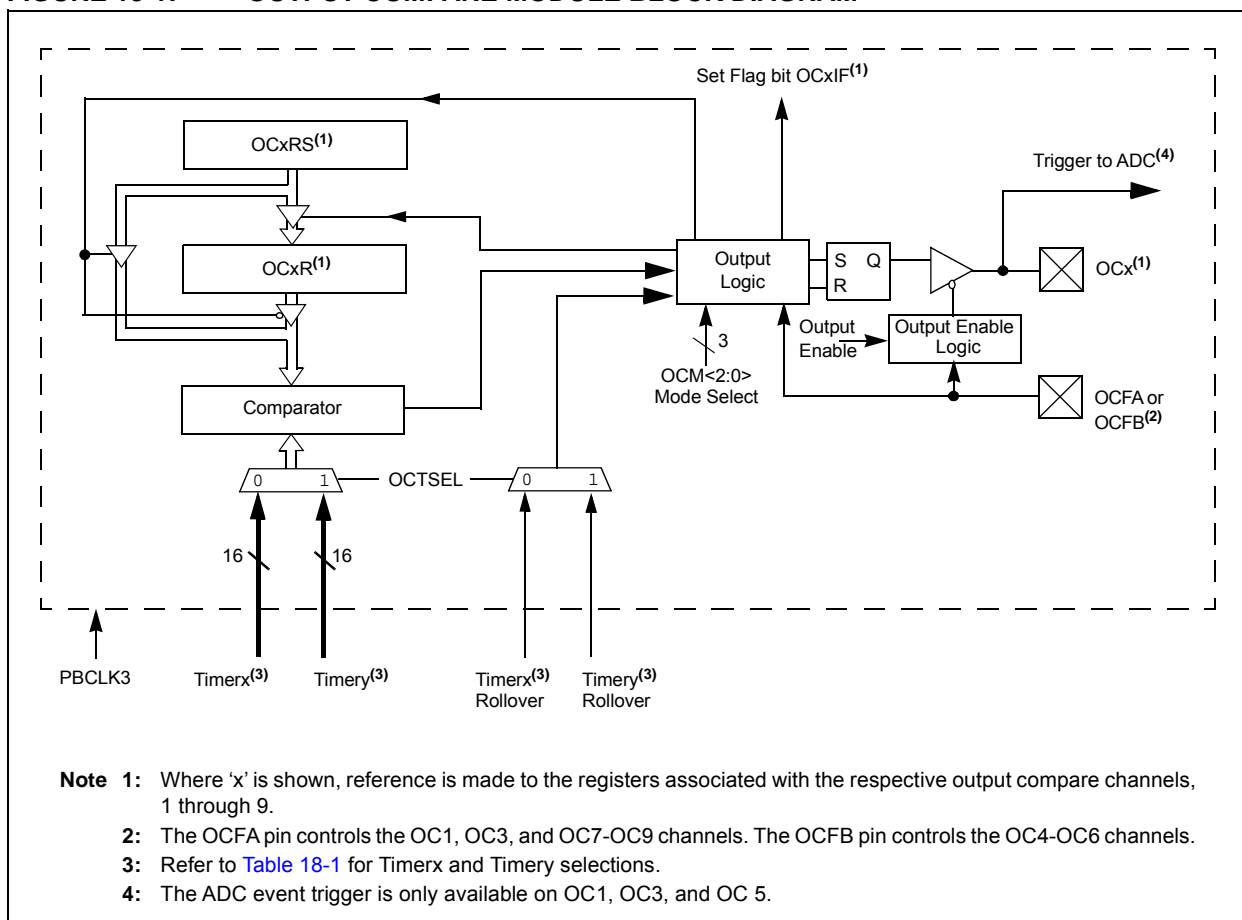 Set Flag bit OCxIF(1)
OCxRS(1)
Trigger to ADC(4)
OCxR(1)
Output
Logic
S Q
R
OCx(1)
3
Output
Enable
Output Enable
Logic
OCM<2:0>
Mode Select
Comparator
OCFA or
OCFB(2)
0 1
OCTSEL
0 1
16
16
PBCLK3
Timerx(3)
Timery(3)
Timerx(3)
Rollover
Timery(3)
Rollover
Note 1: Where ‘x’ is shown, reference is made to the registers associated with the respective output compare channels,
1 through 9.
2: The OCFA pin controls the OC1, OC3, and OC7-OC9 channels. The OCFB pin controls the OC4-OC6 channels.
3: Refer to Table 18-1 for Timerx and Timery selections.
4: The ADC event trigger is only available on OC1, OC3, and OC 5.